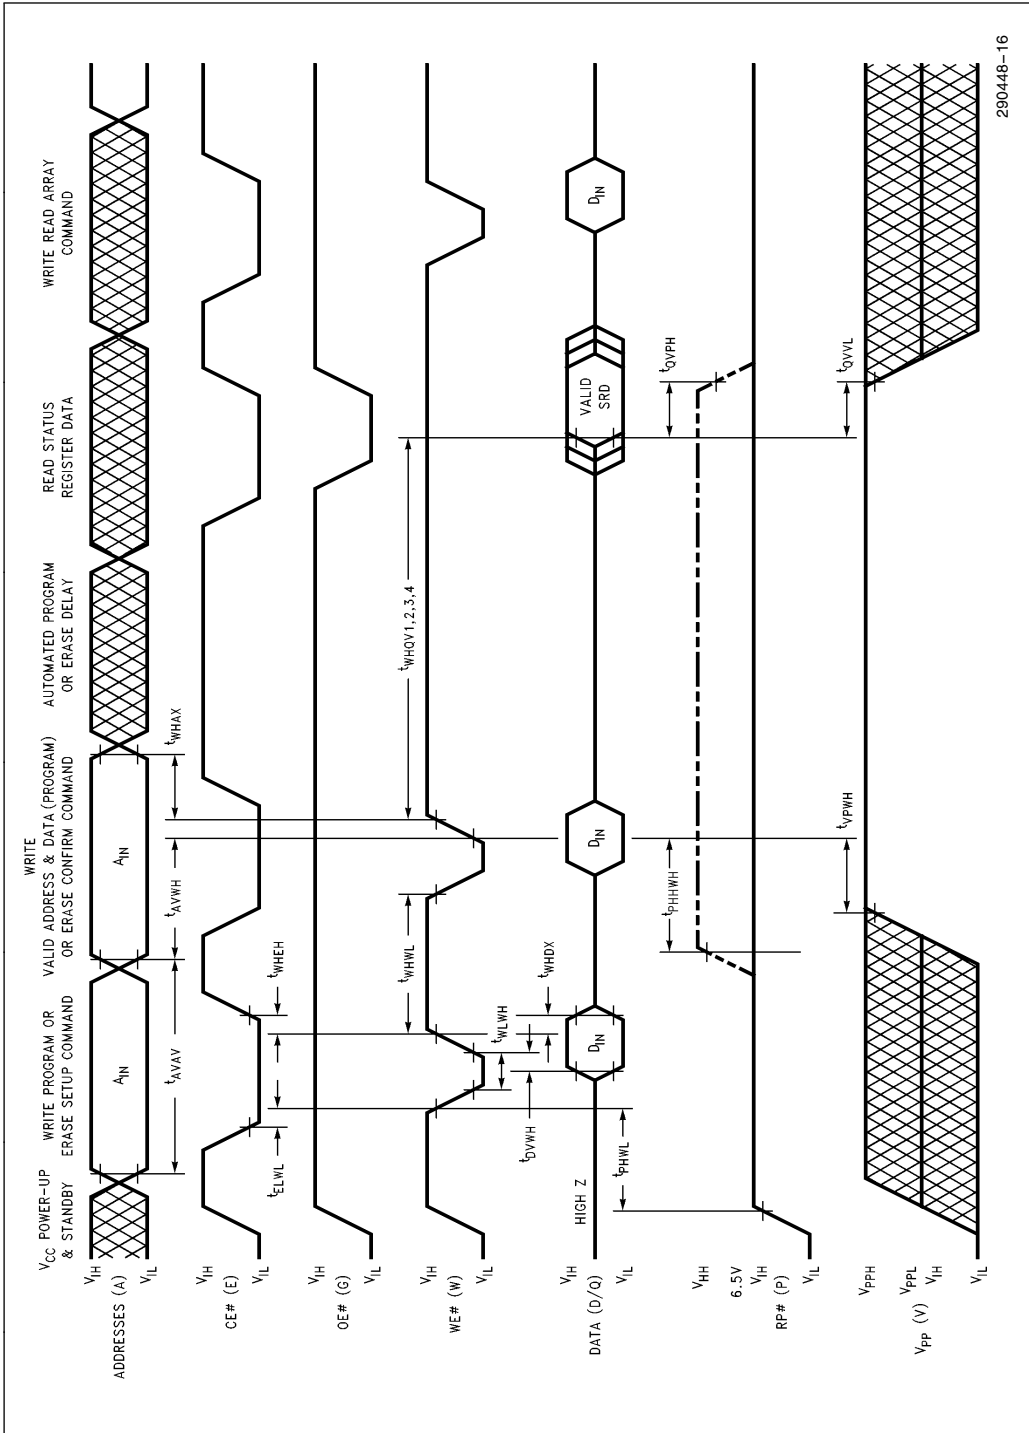 V_CC POWER-UP
& STANDBY
WRITE PROGRAM OR
ERASE SETUP COMMAND
WRITE
VALID ADDRESS & DATA (PROGRAM)
OR ERASE CONFIRM COMMAND
AUTOMATED PROGRAM
OR ERASE DELAY
READ STATUS
REGISTER DATA
WRITE READ ARRAY
COMMAND
V_IH
ADDRESSES (A)
V_IL
A_IN
A_IN
t_AVAV
t_AVWH
t_WHAX
V_IH
CE# (E)
V_IL
t_ELWL
t_WHEH
V_IH
OE# (G)
V_IL
t_WHWL
t_WHQV1,2,3,4
V_IH
WE# (W)
V_IL
t_WLWH
t_DVWH
t_WHDX
V_IH
DATA (D/Q)
V_IL
HIGH Z
D_IN
D_IN
VALID
SRD
D_IN
t_PHWL
t_PHHWH
t_QVPH
V_HH
6.5V
V_IH
RP# (P)
V_IL
t_VPWH
t_QVVL
V_PPH
V_PPL
V_PP (V)
V_IH
V_IL
290448-16